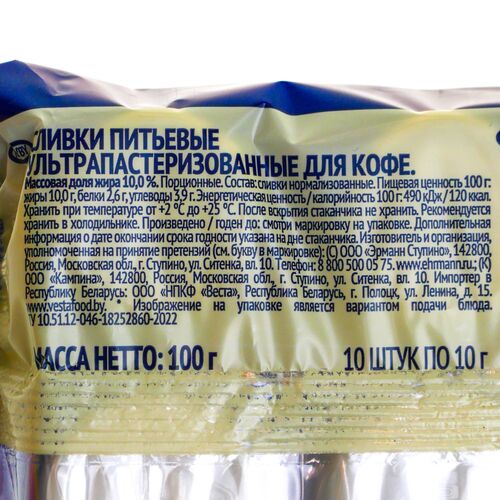 СЛИВКИ ПИТЬЕВЫЕ
УЛЬТРАПАСТЕРИЗОВАННЫЕ ДЛЯ КОФЕ.
Массовая доля жира 10,0 %. Порционные. Состав: сливки нормализованные. Пищевая ценность 100 г:
жиры 10,0 г, белки 2,6 г, углеводы 3,9 г. Энергетическая ценность / калорийность 100 г: 490 кДж / 120 ккал.
Хранить при температуре от +2 °C до +25 °C. После вскрытия стаканчика не хранить. Рекомендуется
хранить в холодильнике. Произведено / годен до: смотри маркировку на упаковке. Дополнительная
информация о дате окончания срока годности указана на дне стаканчика. Изготовитель и организация,
уполномоченная на принятие претензий (см. букву в маркировке): (С) ООО «Эрманн Ступино», 142800,
Россия, Московская обл., г. Ступино, ул. Ситенка, вл. 10. Телефон: 8 800 500 05 75. www.ehrmann.ru, (К)
ООО «Кампина», 142800, Россия, Московская обл., г. Ступино, ул. Ситенка, вл. 10. Импортер в
Республику Беларусь: ООО «НПКФ «Веста», Республика Беларусь, г. Полоцк, ул. Ленина, д. 15.
www.vestafood.by. * Изображение на упаковке является вариантом подачи блюда.
ТУ 10.51.12-046-18252860-2022
МАССА НЕТТО: 100 г
10 ШТУК ПО 10 г